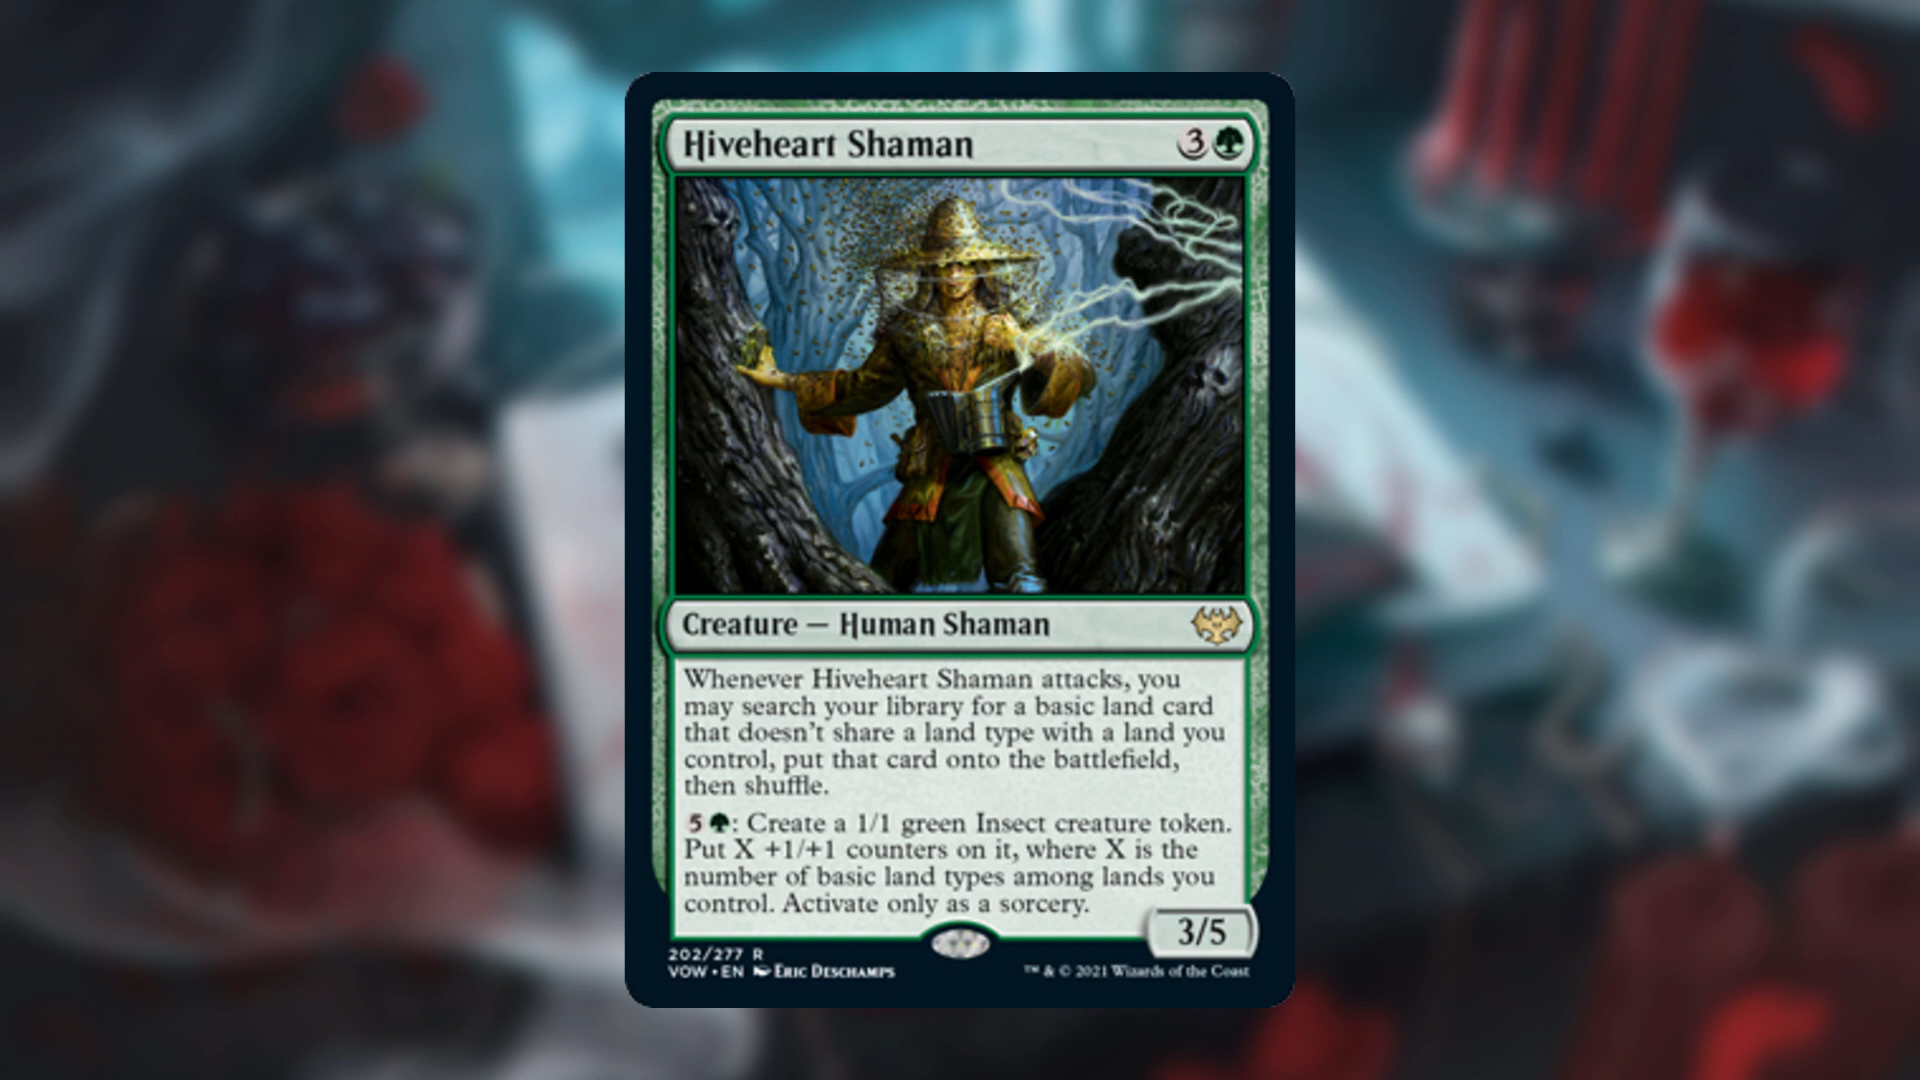 Hiveheart Shaman 3
Creature — Human Shaman
Whenever Hiveheart Shaman attacks, you
may search your library for a basic land card
that doesn't share a land type with a land you
control, put that card onto the battlefield,
then shuffle.
5 : Create a 1/1 green Insect creature token.
Put X +1/+1 counters on it, where X is the
number of basic land types among lands you
control. Activate only as a sorcery.
3/5
202/277 R
VOW • EN Eric Deschamps
™ & © 2021 Wizards of the Coast